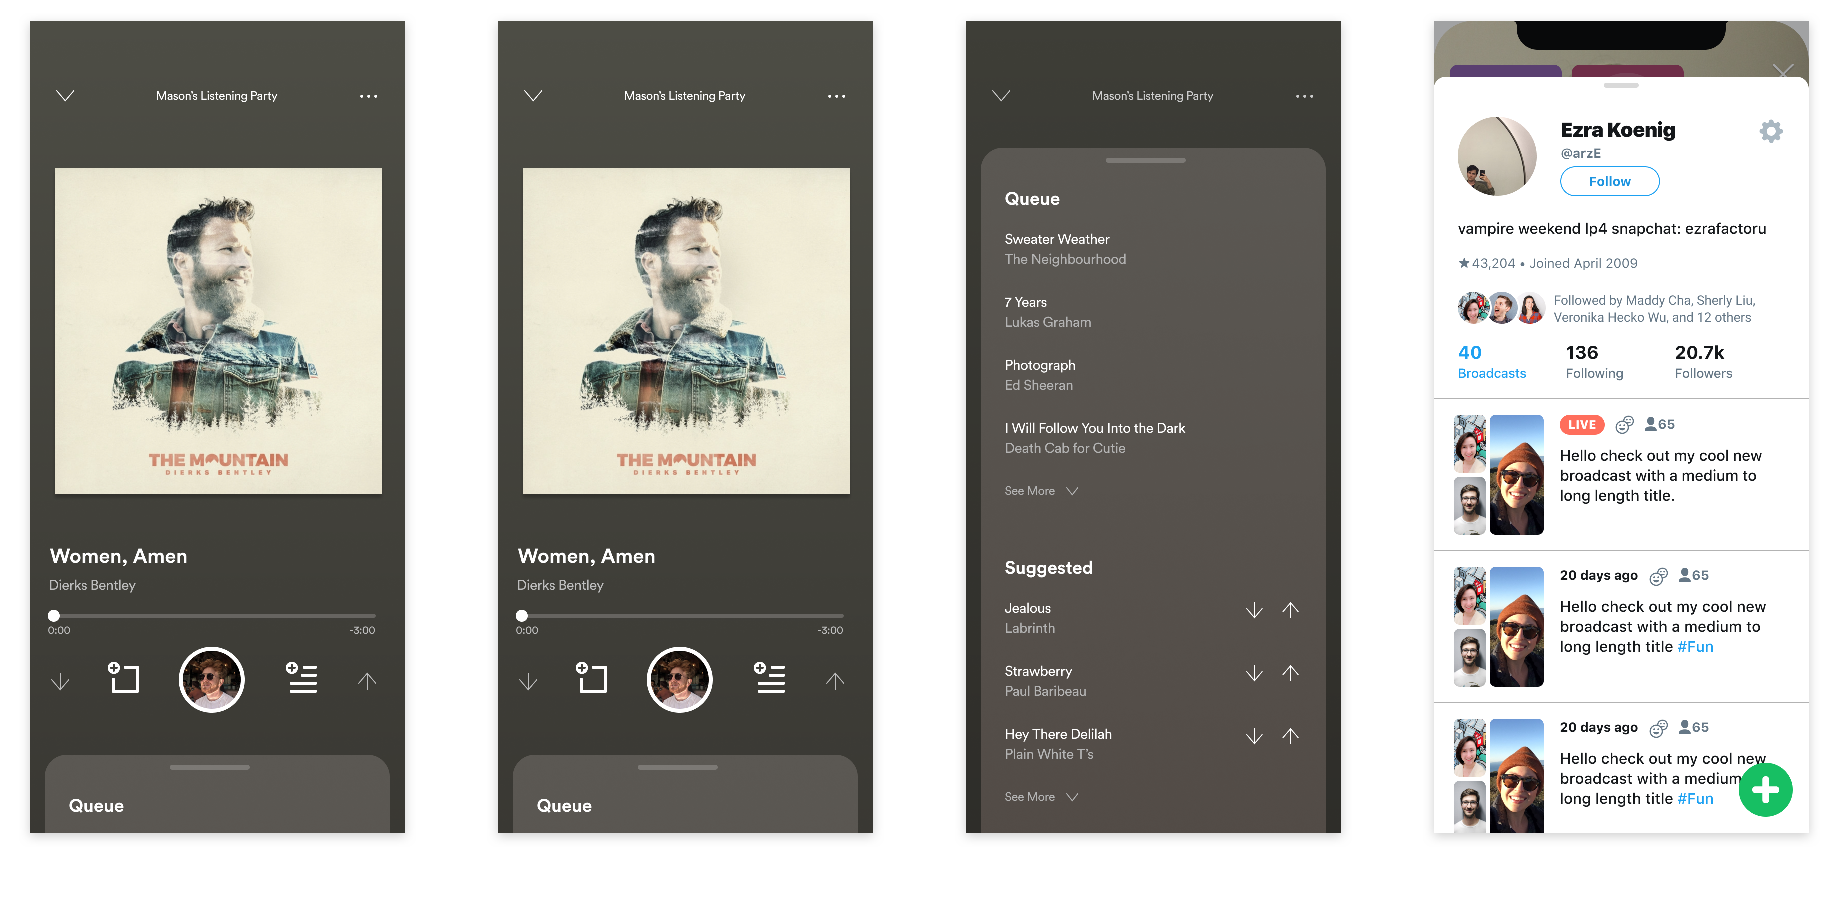 Mason's Listening Party
THE MOUNTAIN
DIERKS BENTLEY
Women, Amen
Dierks Bentley
0:00
-3:00
Queue
Mason's Listening Party
THE MOUNTAIN
DIERKS BENTLEY
Women, Amen
Dierks Bentley
0:00
-3:00
Queue
Mason's Listening Party
Queue
Sweater Weather
The Neighbourhood
7 Years
Lukas Graham
Photograph
Ed Sheeran
I Will Follow You Into the Dark
Death Cab for Cutie
See More
Suggested
Jealous
Labrinth
Strawberry
Paul Baribeau
Hey There Delilah
Plain White T's
See More
Ezra Koenig
@arzE
Follow
vampire weekend lp4 snapchat: ezrafactoru
43,204 • Joined April 2009
Followed by Maddy Cha, Sherly Liu,
Veronika Hecko Wu, and 12 others
40
Broadcasts
136
Following
20.7k
Followers
LIVE
65
Hello check out my cool new
broadcast with a medium to
long length title.
20 days ago
65
Hello check out my cool new
broadcast with a medium to
long length title #Fun
20 days ago
65
Hello check out my cool new
broadcast with a medium
long length title #Fun